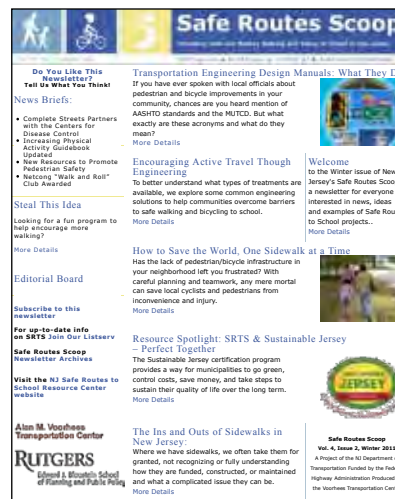 Safe Routes Scoop
Do You Like This
Newsletter?
Tell Us What You Think!
News Briefs:
Complete Streets Partners
with the Centers for
Disease Control
Increasing Physical
Activity Guidebook
Updated
New Resources to Promote
Pedestrian Safety
Netcong "Walk and Roll"
Club Awarded
Steal This Idea
Looking for a fun program to
help encourage more
walking?
More Details
Editorial Board
Subscribe to this
newsletter
For up-to-date info
on SRTS Join Our Listserv
Safe Routes Scoop
Newsletter Archives
Visit the NJ Safe Routes to
School Resource Center
website
Alan M. Voorhees
Transportation Center
RUTGERS
Edward J. Bloustein School
of Planning and Public Policy
Transportation Engineering Design Manuals: What They D
If you have ever spoken with local officials about
pedestrian and bicycle improvements in your
community, chances are you heard mention of
AASHTO standards and the MUTCD. But what
exactly are these acronyms and what do they
mean?
More Details
Encouraging Active Travel Though
Engineering
To better understand what types of treatments are
available, we explore some common engineering
solutions to help communities overcome barriers
to safe walking and bicycling to school.
More Details
Welcome
to the Winter issue of New
Jersey's Safe Routes Scoo
a newsletter for everyone
interested in news, ideas
and examples of Safe Rou
to School projects..
More Details
How to Save the World, One Sidewalk at a Time
Has the lack of pedestrian/bicycle infrastructure in
your neighborhood left you frustrated? With
careful planning and teamwork, any mere mortal
can save local cyclists and pedestrians from
inconvenience and injury.
More Details
Resource Spotlight: SRTS & Sustainable Jersey
– Perfect Together
The Sustainable Jersey certification program
provides a way for municipalities to go green,
control costs, save money, and take steps to
sustain their quality of life over the long term.
More Details
JERSEY
The Ins and Outs of Sidewalks in
New Jersey:
Where we have sidewalks, we often take them for
granted, not recognizing or fully understanding
how they are funded, constructed, or maintained
and what a complicated issue they can be.
More Details
Safe Routes Scoop
Vol. 4, Issue 2, Winter 2011
A Project of the NJ Department
Transportation Funded by the Fede
Highway Administration Produced
the Voorhees Transportation Cen